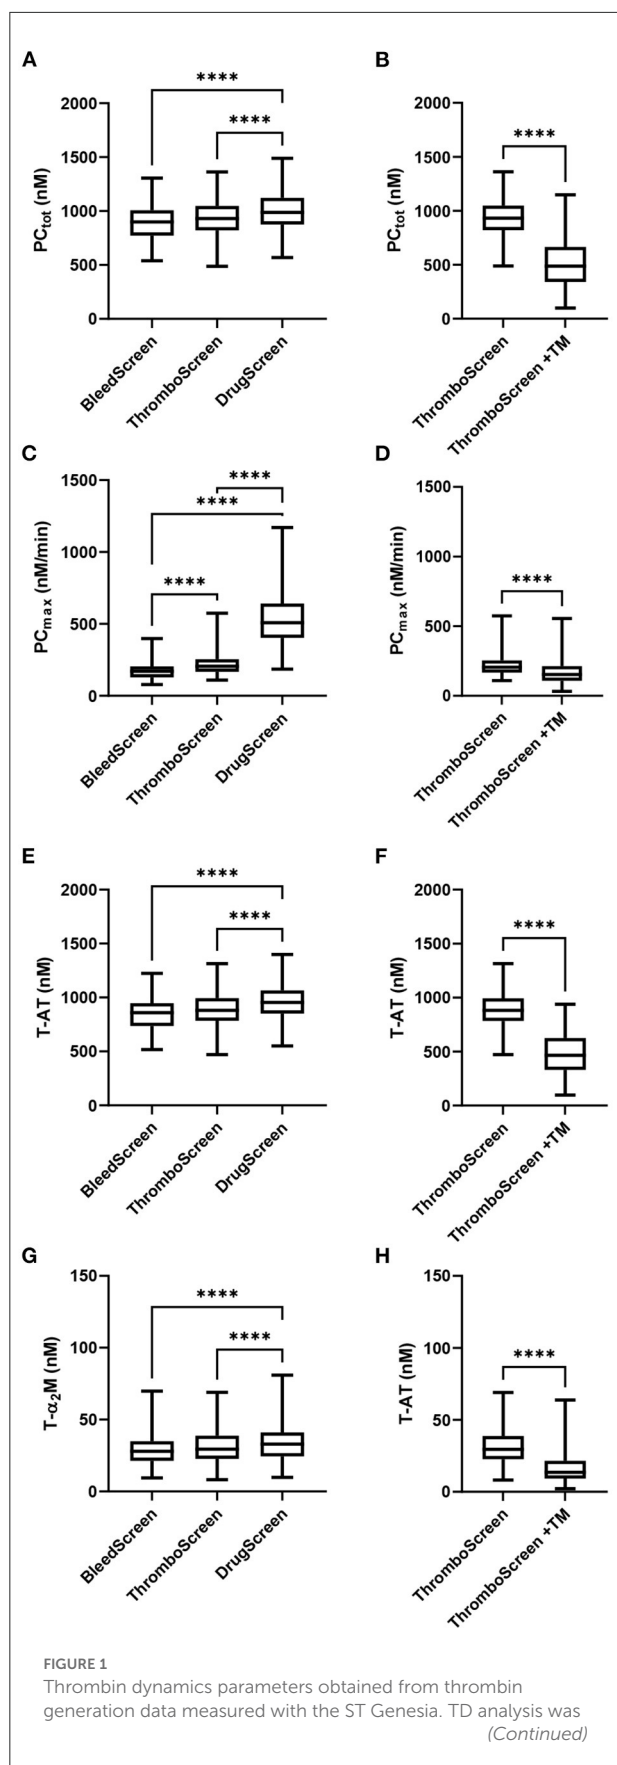 A
B
****
****
****
2000
1500
1000
500
0
PCtot (nM)
BleedScreen
ThromboScreen
DrugScreen
2000
1500
1000
500
0
PCtot (nM)
ThromboScreen
ThromboScreen +TM
C
D
****
****
****
****
1500
1000
500
0
PCmax (nM/min)
BleedScreen
ThromboScreen
DrugScreen
1500
1000
500
0
PCmax (nM/min)
ThromboScreen
ThromboScreen +TM
E
F
****
****
****
2000
1500
1000
500
0
T-AT (nM)
BleedScreen
ThromboScreen
DrugScreen
2000
1500
1000
500
0
T-AT (nM)
ThromboScreen
ThromboScreen +TM
G
H
****
****
****
150
100
50
0
T-α2M (nM)
BleedScreen
ThromboScreen
DrugScreen
150
100
50
0
T-AT (nM)
ThromboScreen
ThromboScreen +TM
FIGURE 1
Thrombin dynamics parameters obtained from thrombin
generation data measured with the ST Genesia. TD analysis was
(Continued)